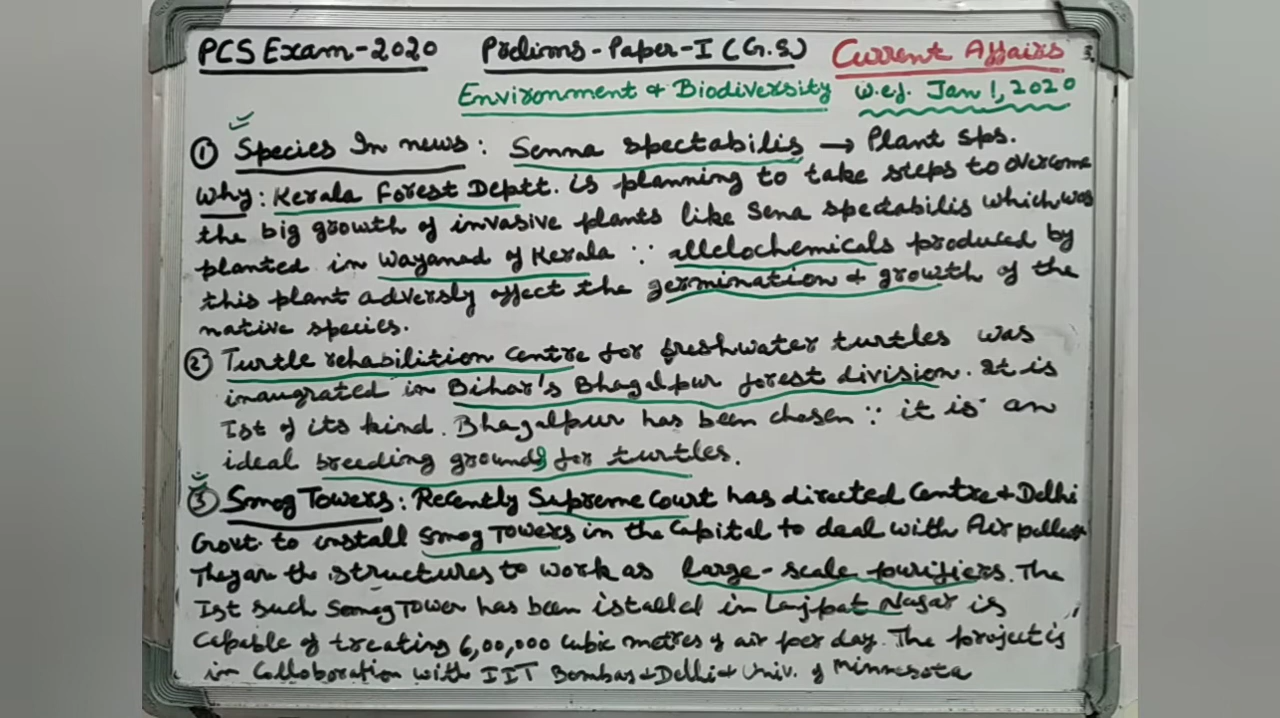 PCS Exam-2020 Prelims-Paper-I (G.S.) Current Affairs
Environment & Biodiversity w.e.f. Jan 1, 2020
① Species In news: Senna spectabilis → Plant Sps.
Why: Kerala Forest Deptt. is planning to take steps to overcome
the big growth of invasive plants like Sena spectabilis which was
planted in Wayanad of Kerala ∵ allelochemicals produced by
this plant adversly affect the germination & growth of the
native species.
② Turtle rehabilition Centre for freshwater turtles was
inaugrated in Bihar's Bhagalpur forest division. It is
Ist of its kind. Bhagalpur has been chosen ∵ it is an
ideal breeding grounds for turtles.
③ Smog Towers: Recently Supreme Court has directed Centre & Delhi
Govt. to install Smog Towers in the Capital to deal with Air
They are the structures to work as large-scale purifiers. The
Ist such Smog Tower has been istalled in Lajpat Nagar is
Capable of treating 6,00,000 cubic metres of air per day. The project is
in Colloboration with IIT Bombay & Delhi & Univ. of Minnesota